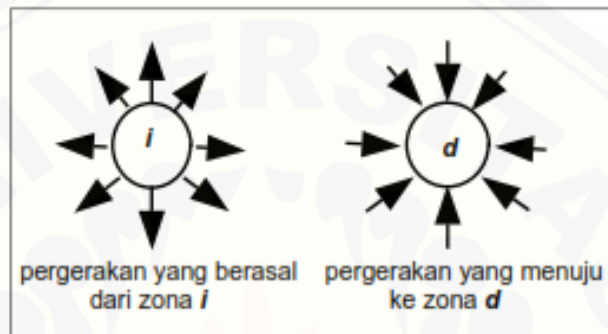 i
d
pergerakan yang berasal
dari zona i
pergerakan yang menuju
ke zona d